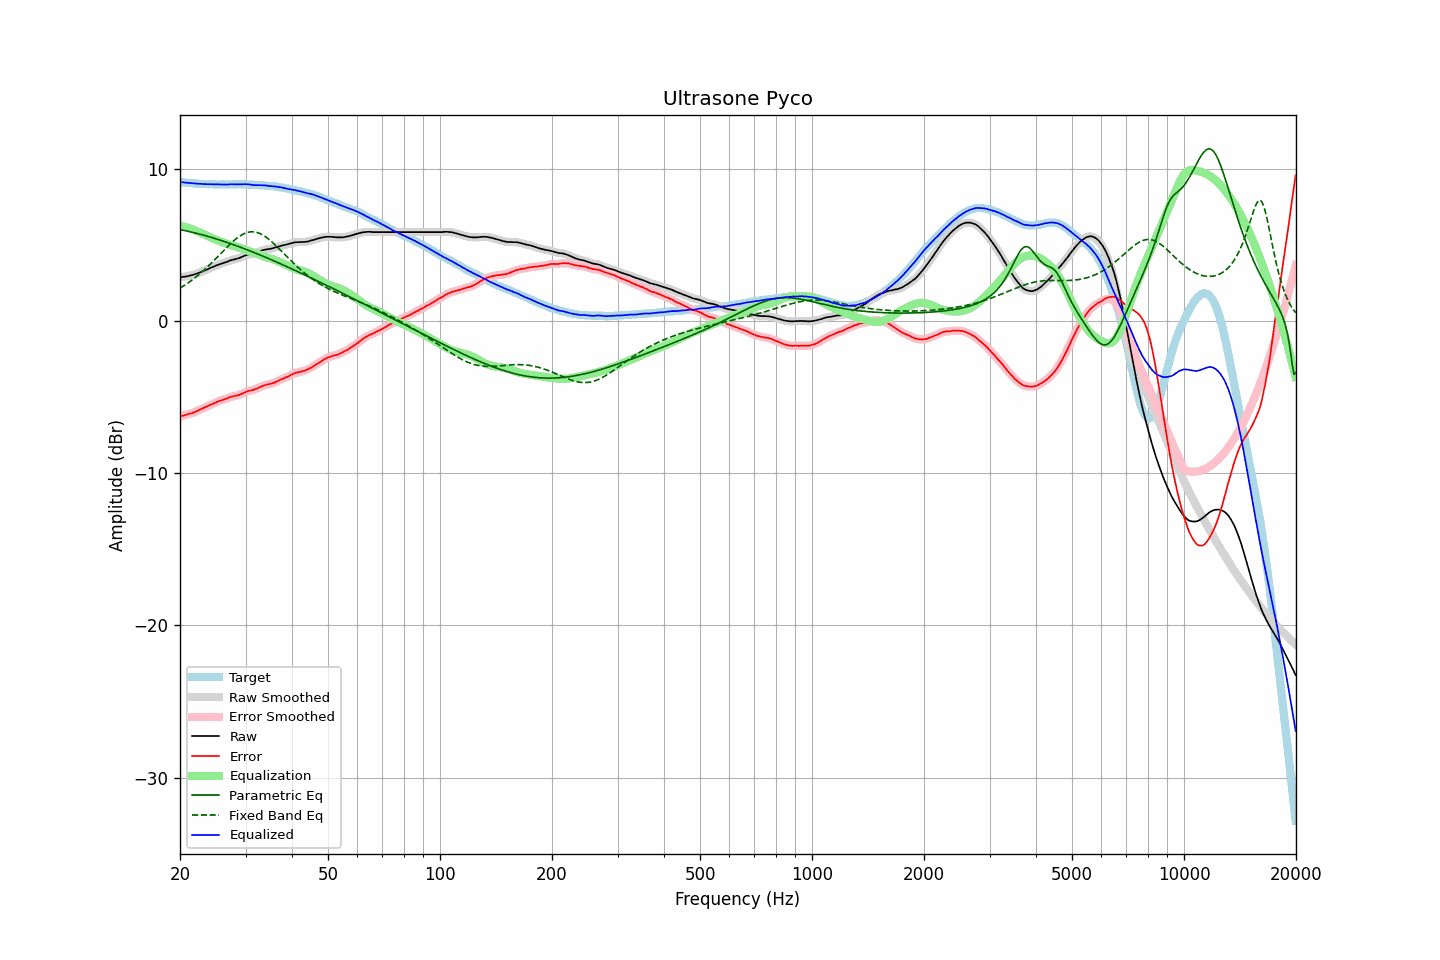 Ultrasone Pyco
Amplitude (dBr)
10
0
−10
−20
−30
Target
Raw Smoothed
Error Smoothed
Raw
Error
Equalization
Parametric Eq
Fixed Band Eq
Equalized
20 50 100 200 500 1000 2000 5000 10000 20000
Frequency (Hz)